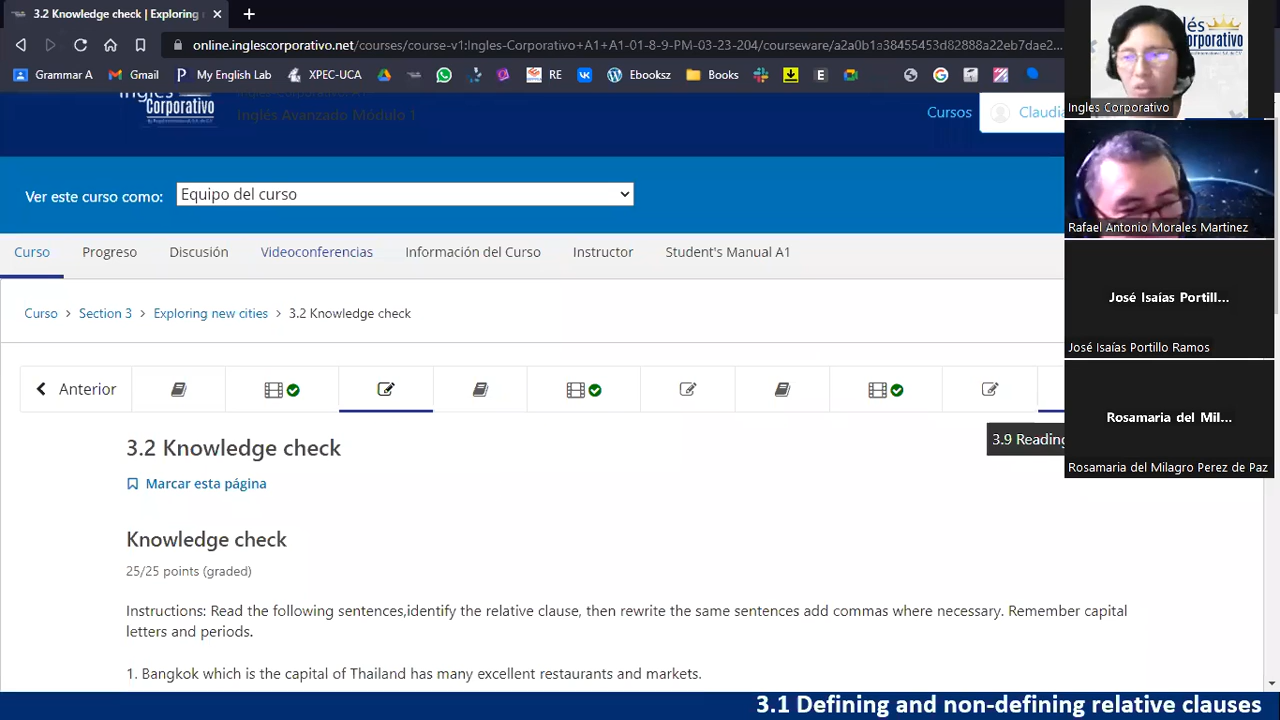 3.2 Knowledge check | Exploring
online.inglescorporativo.net/courses/course-v1:Inglescorporativo+A1+A1-01-8-9-PM-03-23-204/courseware/a2a0b1a38455453d82888a22eb7dae2...
Grammar A
Gmail
My English Lab
XPEC-UCA
RE
Ebooksz
Books
Inglés
Corporativo
Inglés Avanzado Módulo 1
Cursos
Claudia
Ver este curso como:
Equipo del curso
Curso
Progreso
Discusión
Videoconferencias
Información del Curso
Instructor
Student's Manual A1
Curso > Section 3 > Exploring new cities > 3.2 Knowledge check
Anterior
3.9 Reading
3.2 Knowledge check
Marcar esta página
Knowledge check
25/25 points (graded)
Instructions: Read the following sentences,identify the relative clause, then rewrite the same sentences add commas where necessary. Remember capital
letters and periods.
1. Bangkok which is the capital of Thailand has many excellent restaurants and markets.
Ingles Corporativo
Rafael Antonio Morales Martinez
José Isaías Portill...
José Isaías Portillo Ramos
Rosamaria del Mil...
Rosamaria del Milagro Perez de Paz
3.1 Defining and non-defining relative clauses